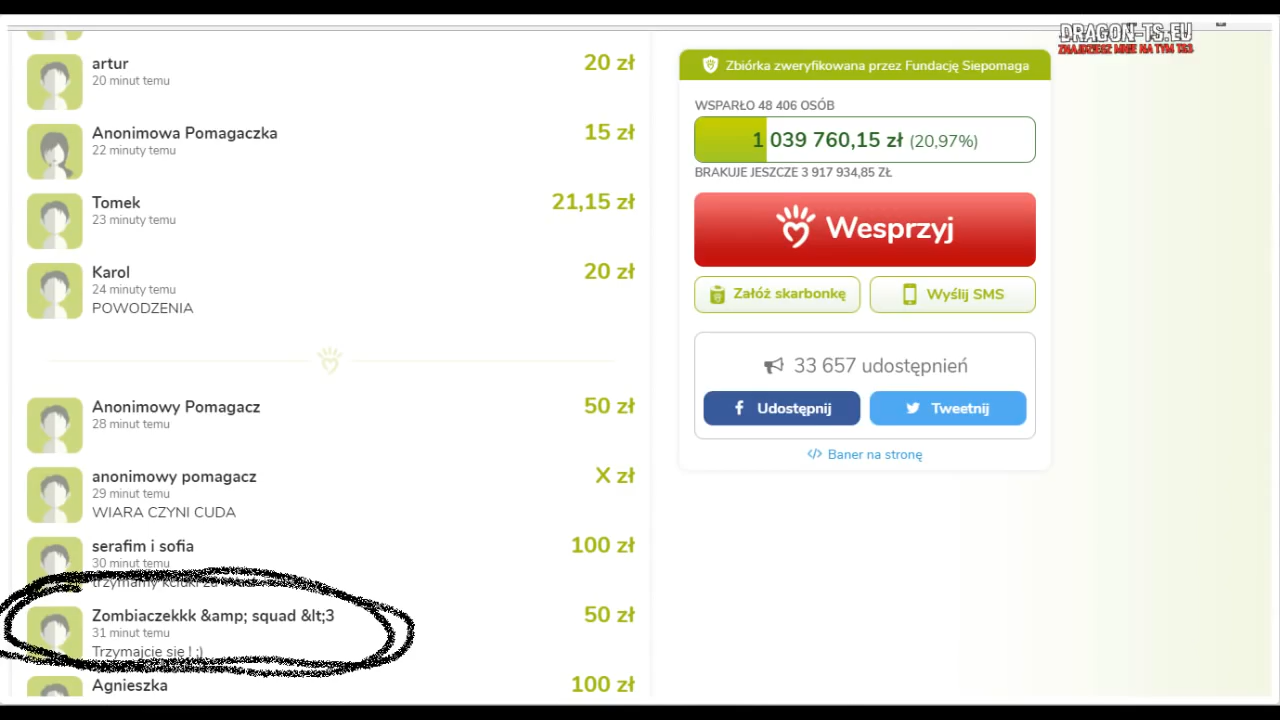 DRAGON-TS.EU
ZNAJDZIESZ MNIE NA TYM TS3
artur
20 zł
20 minut temu
Anonimowa Pomagaczka
15 zł
22 minuty temu
Tomek
21,15 zł
23 minuty temu
Karol
20 zł
24 minuty temu
POWODZENIA
Anonimowy Pomagacz
50 zł
28 minut temu
anonimowy pomagacz
X zł
29 minut temu
WIARA CZYNI CUDA
serafim i sofia
100 zł
30 minut temu
trzymamy kciuki za
Zombiaczekkk &amp; squad &lt;3
50 zł
31 minut temu
Trzymajcie się ! ;)
Agnieszka
100 zł
Zbiórka zweryfikowana przez Fundację Siepomaga
WSPARŁO 48 406 OSÓB
1 039 760,15 zł (20,97%)
BRAKUJE JESZCZE 3 917 934,85 ZŁ
Wesprzyj
Załóż skarbonkę
Wyślij SMS
33 657 udostępnień
Udostępnij
Tweetnij
</> Baner na stronę